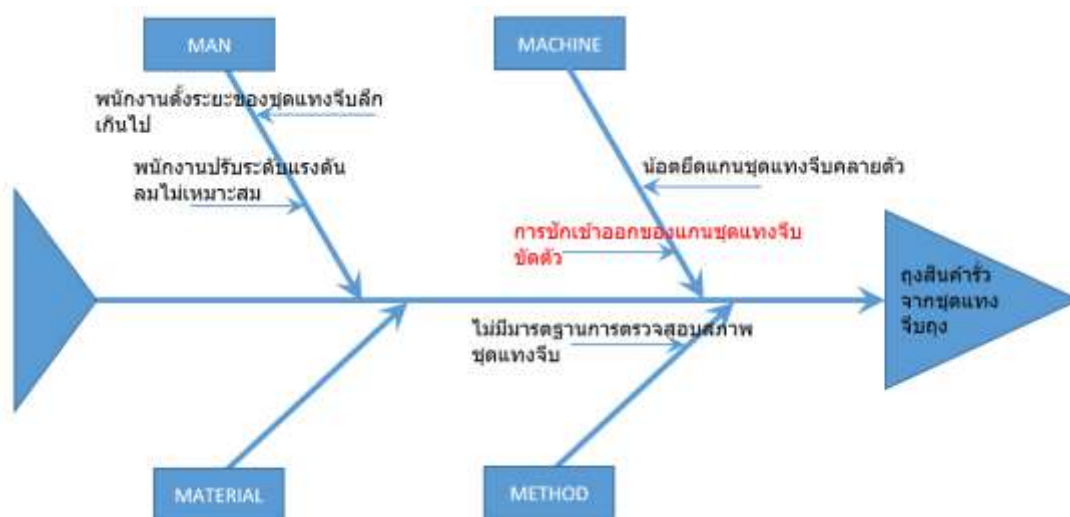 MAN
MACHINE
พนักงานตั้งระยะของชุดแทงจีบลึก
เกินไป
พนักงานปรับระดับแรงดัน
ลมไม่เหมาะสม
น้อตยึดแกนชุดแทงจีบคลายตัว
การชักเข้าออกของแกนชุดแทงจีบ
ขัดตัว
ถุงสินค้ารั่ว
จากชุดแทง
จีบถุง
ไม่มีมารตฐานการตรวจสอบสภาพ
ชุดแทงจีบ
MATERIAL
METHOD